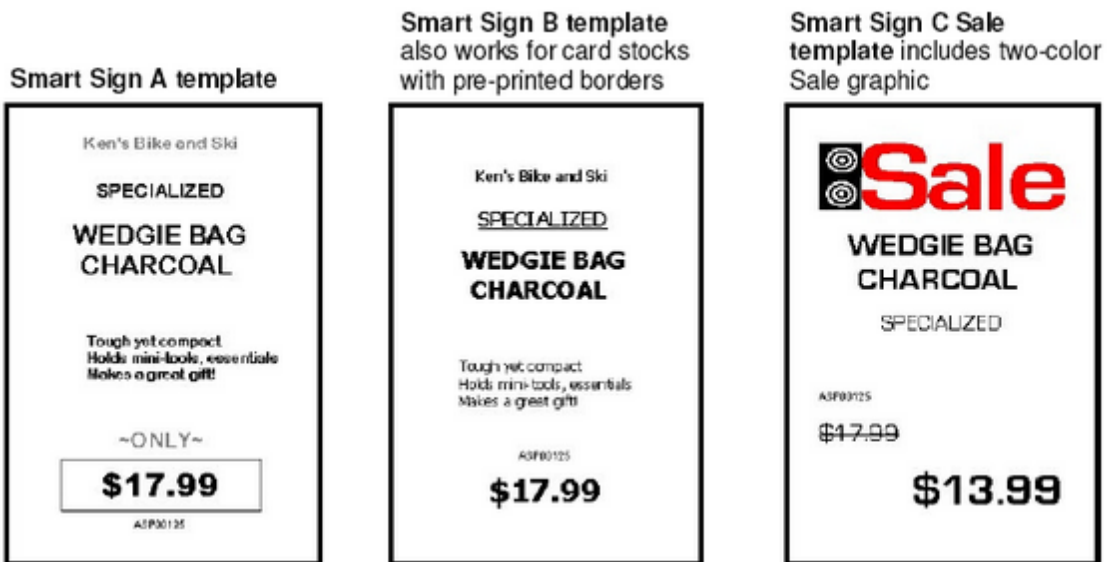 Smart Sign A template
Ken's Bike and Ski
SPECIALIZED
WEDGIE BAG
CHARCOAL
Tough yet compact
Holds mini-tools, essentials
Makes a great gift!
~ONLY~
$17.99
ASP00125
Smart Sign B template
also works for card stocks
with pre-printed borders
Ken's Bike and Ski
SPECIALIZED
WEDGIE BAG
CHARCOAL
Tough yet compact
Holds mini-tools, essentials
Makes a great gift!
ASP00125
$17.99
Smart Sign C Sale
template includes two-color
Sale graphic
Sale
WEDGIE BAG
CHARCOAL
SPECIALIZED
ASP00125
$17.99
$13.99